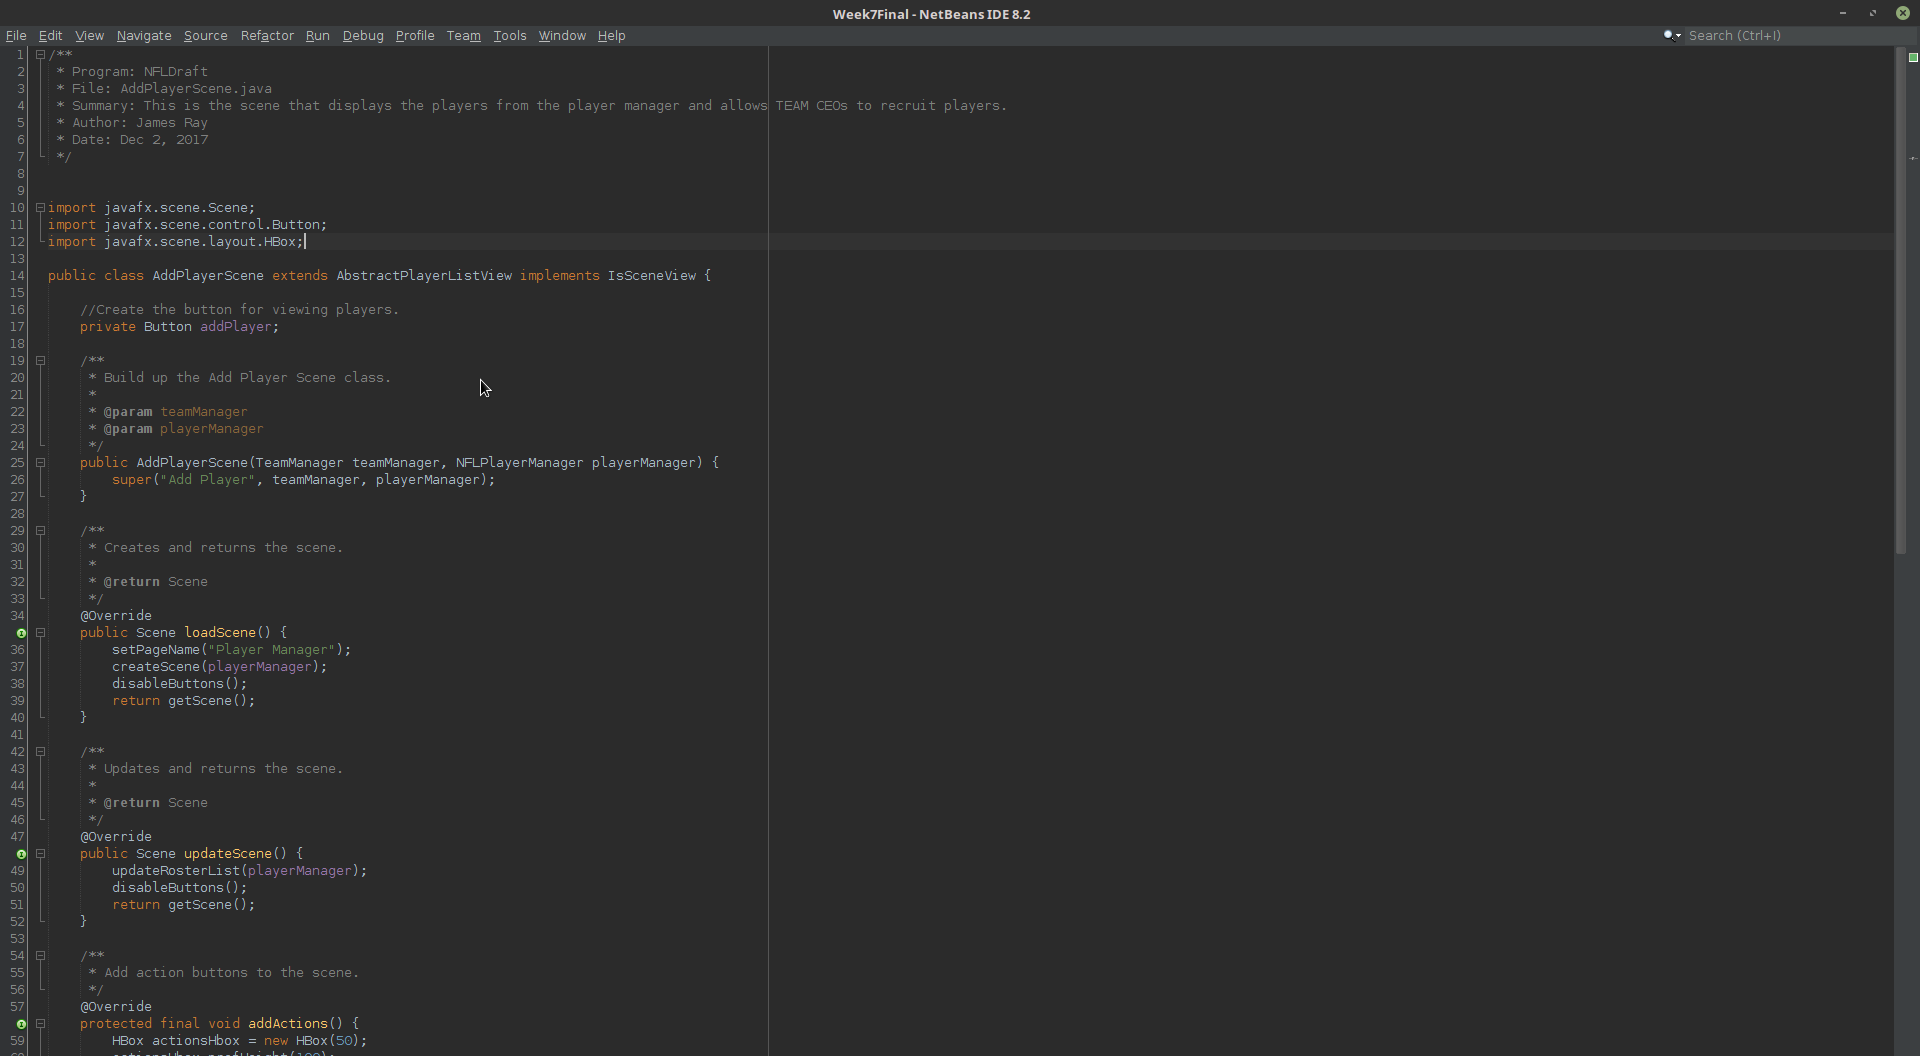 Week7Final - NetBeans IDE 8.2
File Edit View Navigate Source Refactor Run Debug Profile Team Tools Window Help Search (Ctrl+I)
1 /**
2 * Program: NFLDraft
3 * File: AddPlayerScene.java
4 * Summary: This is the scene that displays the players from the player manager and allows TEAM CEOs to recruit players.
5 * Author: James Ray
6 * Date: Dec 2, 2017
7 */
8
9
10 import javafx.scene.Scene;
11 import javafx.scene.control.Button;
12 import javafx.scene.layout.HBox;
13
14 public class AddPlayerScene extends AbstractPlayerListView implements IsSceneView {
15
16 //Create the button for viewing players.
17 private Button addPlayer;
18
19 /**
20 * Build up the Add Player Scene class.
21 *
22 * @param teamManager
23 * @param playerManager
24 */
25 public AddPlayerScene(TeamManager teamManager, NFLPlayerManager playerManager) {
26 super("Add Player", teamManager, playerManager);
27 }
28
29 /**
30 * Creates and returns the scene.
31 *
32 * @return Scene
33 */
34 @Override
public Scene loadScene() {
36 setPageName("Player Manager");
37 createScene(playerManager);
38 disableButtons();
39 return getScene();
40 }
41
42 /**
43 * Updates and returns the scene.
44 *
45 * @return Scene
46 */
47 @Override
public Scene updateScene() {
49 updateRosterList(playerManager);
50 disableButtons();
51 return getScene();
52 }
53
54 /**
55 * Add action buttons to the scene.
56 */
57 @Override
protected final void addActions() {
59 HBox actionsHbox = new HBox(50);